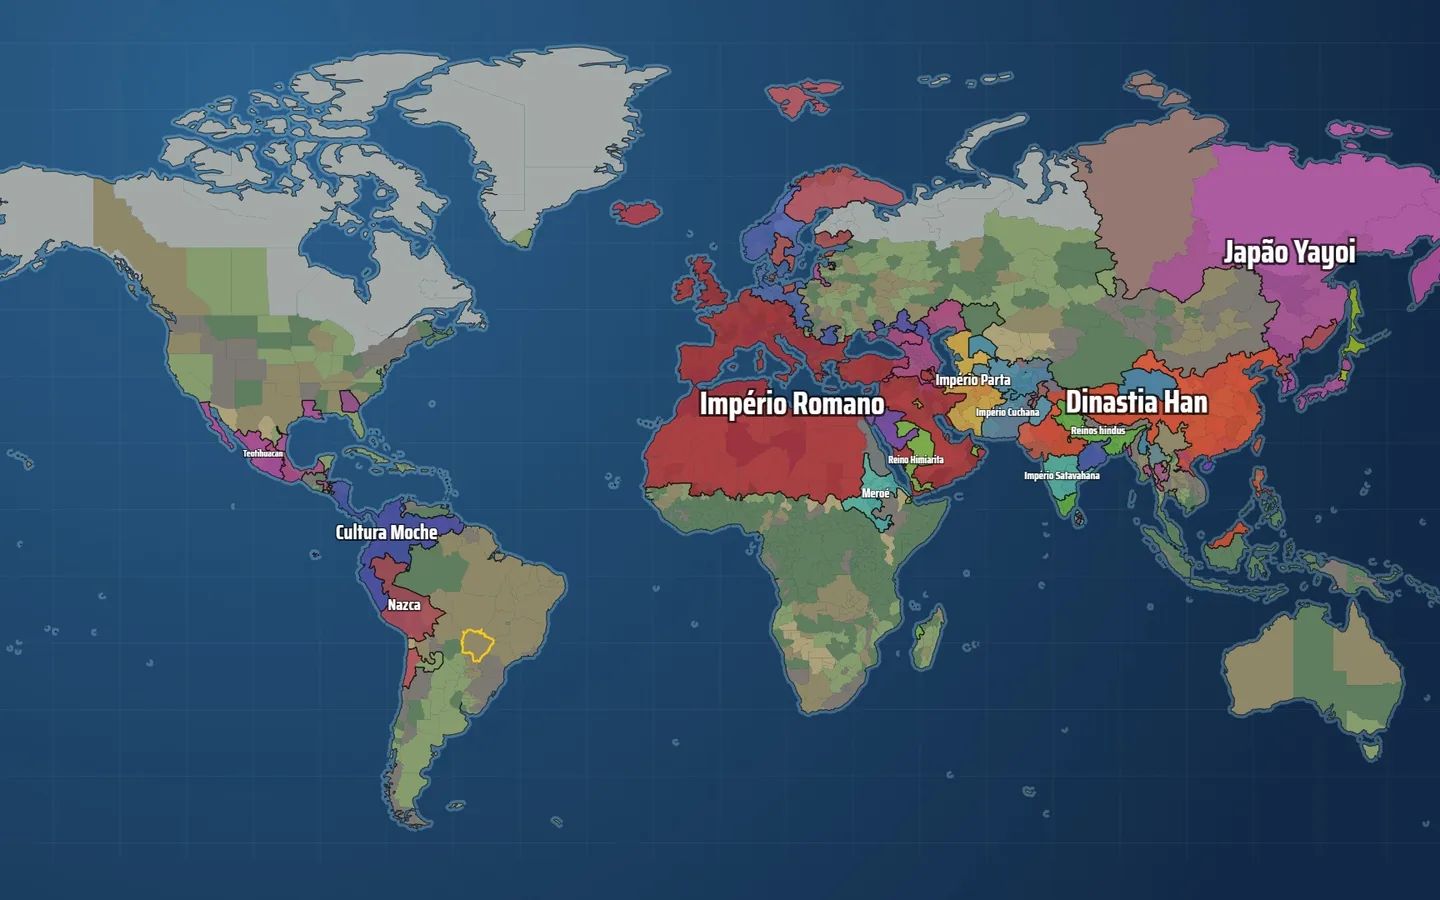 Japão Yayoi
Império Parta
Império Romano
Dinastia Han
Império Cuchana
Reinos hindus
Teotihuacan
Reino Himiarita
Império Satavahana
Meroé
Cultura Moche
Nazca